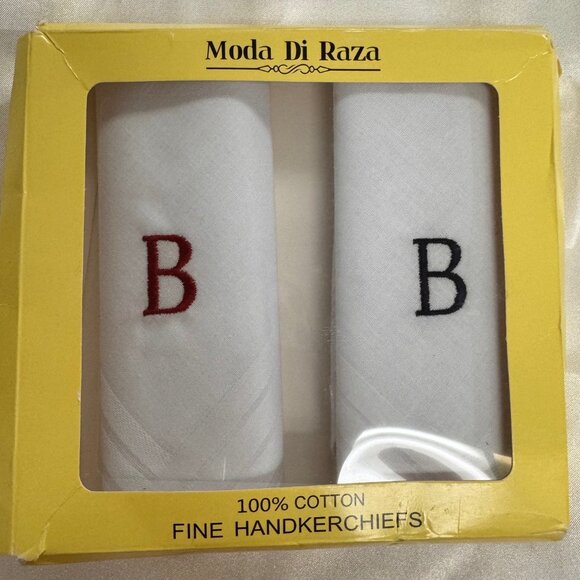 Moda Di Raza
B B
100% COTTON
FINE HANDKERCHIEFS